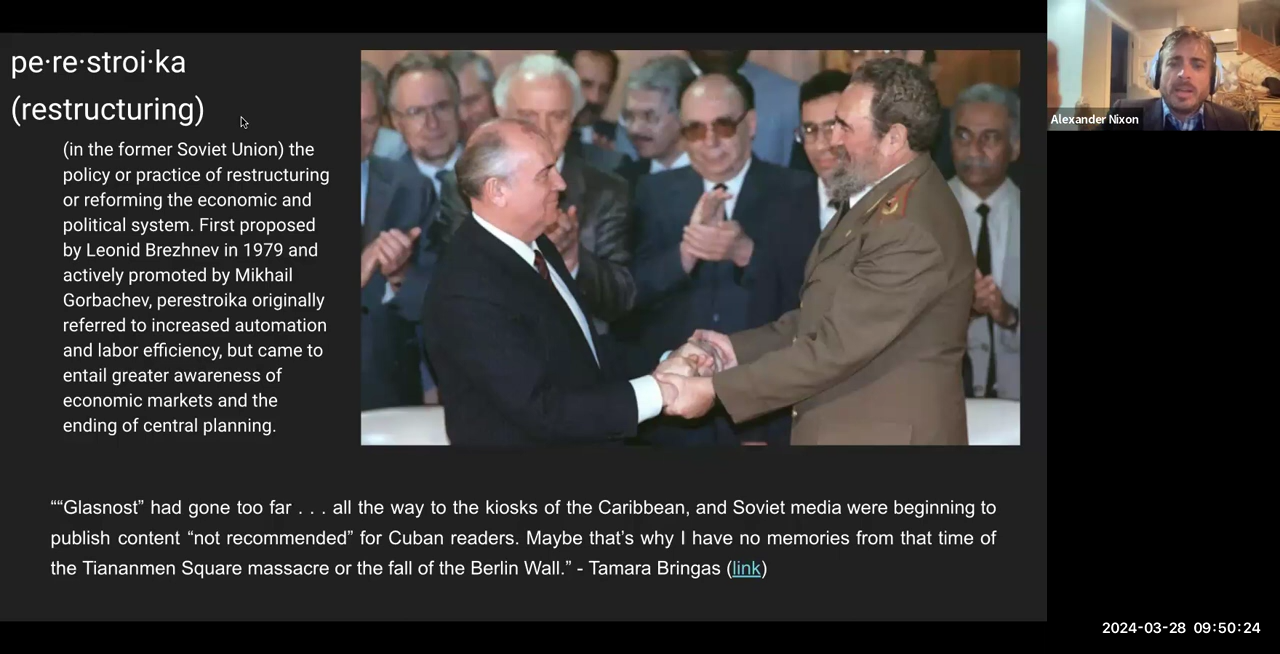 pe·re·stroi·ka
(restructuring)
(in the former Soviet Union) the
policy or practice of restructuring
or reforming the economic and
political system. First proposed
by Leonid Brezhnev in 1979 and
actively promoted by Mikhail
Gorbachev, perestroika originally
referred to increased automation
and labor efficiency, but came to
entail greater awareness of
economic markets and the
ending of central planning.
““Glasnost” had gone too far . . . all the way to the kiosks of the Caribbean, and Soviet media were beginning to
publish content “not recommended” for Cuban readers. Maybe that’s why I have no memories from that time of
the Tiananmen Square massacre or the fall of the Berlin Wall.” - Tamara Bringas (link)
Alexander Nixon
2024-03-28 09:50:24